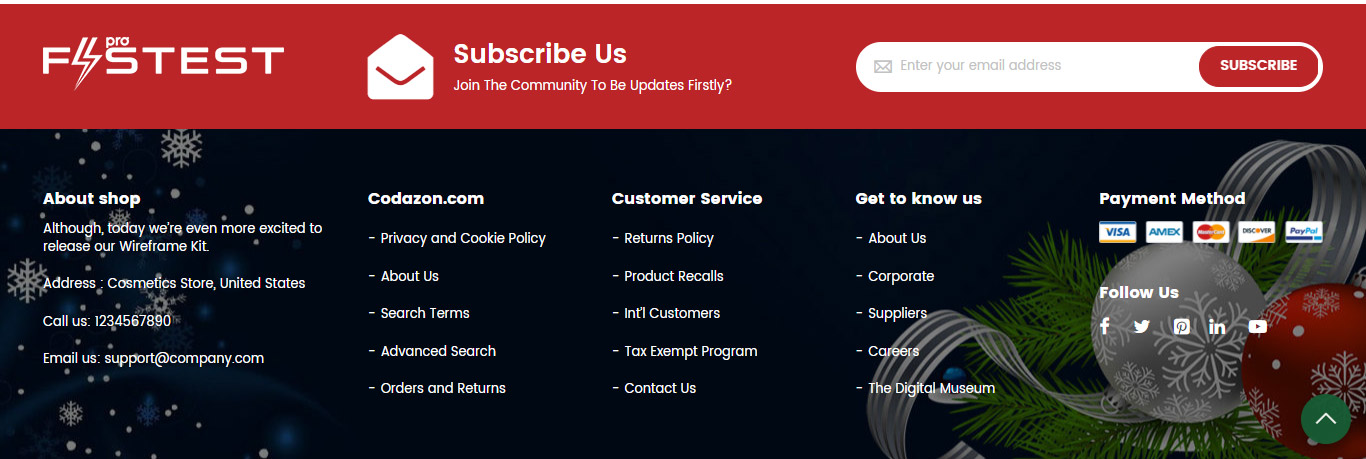 pro
FASTEST
Subscribe Us
Join The Community To Be Updates Firstly?
Enter your email address
SUBSCRIBE
About shop
Although, today we're even more excited to
release our Wireframe Kit.
Address : Cosmetics Store, United States
Call us: 1234567890
Email us: support@company.com
Codazon.com
- Privacy and Cookie Policy
- About Us
- Search Terms
- Advanced Search
- Orders and Returns
Customer Service
- Returns Policy
- Product Recalls
- Int'l Customers
- Tax Exempt Program
- Contact Us
Get to know us
- About Us
- Corporate
- Suppliers
- Careers
- The Digital Museum
Payment Method
VISA AMEX MasterCard DISCOVER PayPal
Follow Us